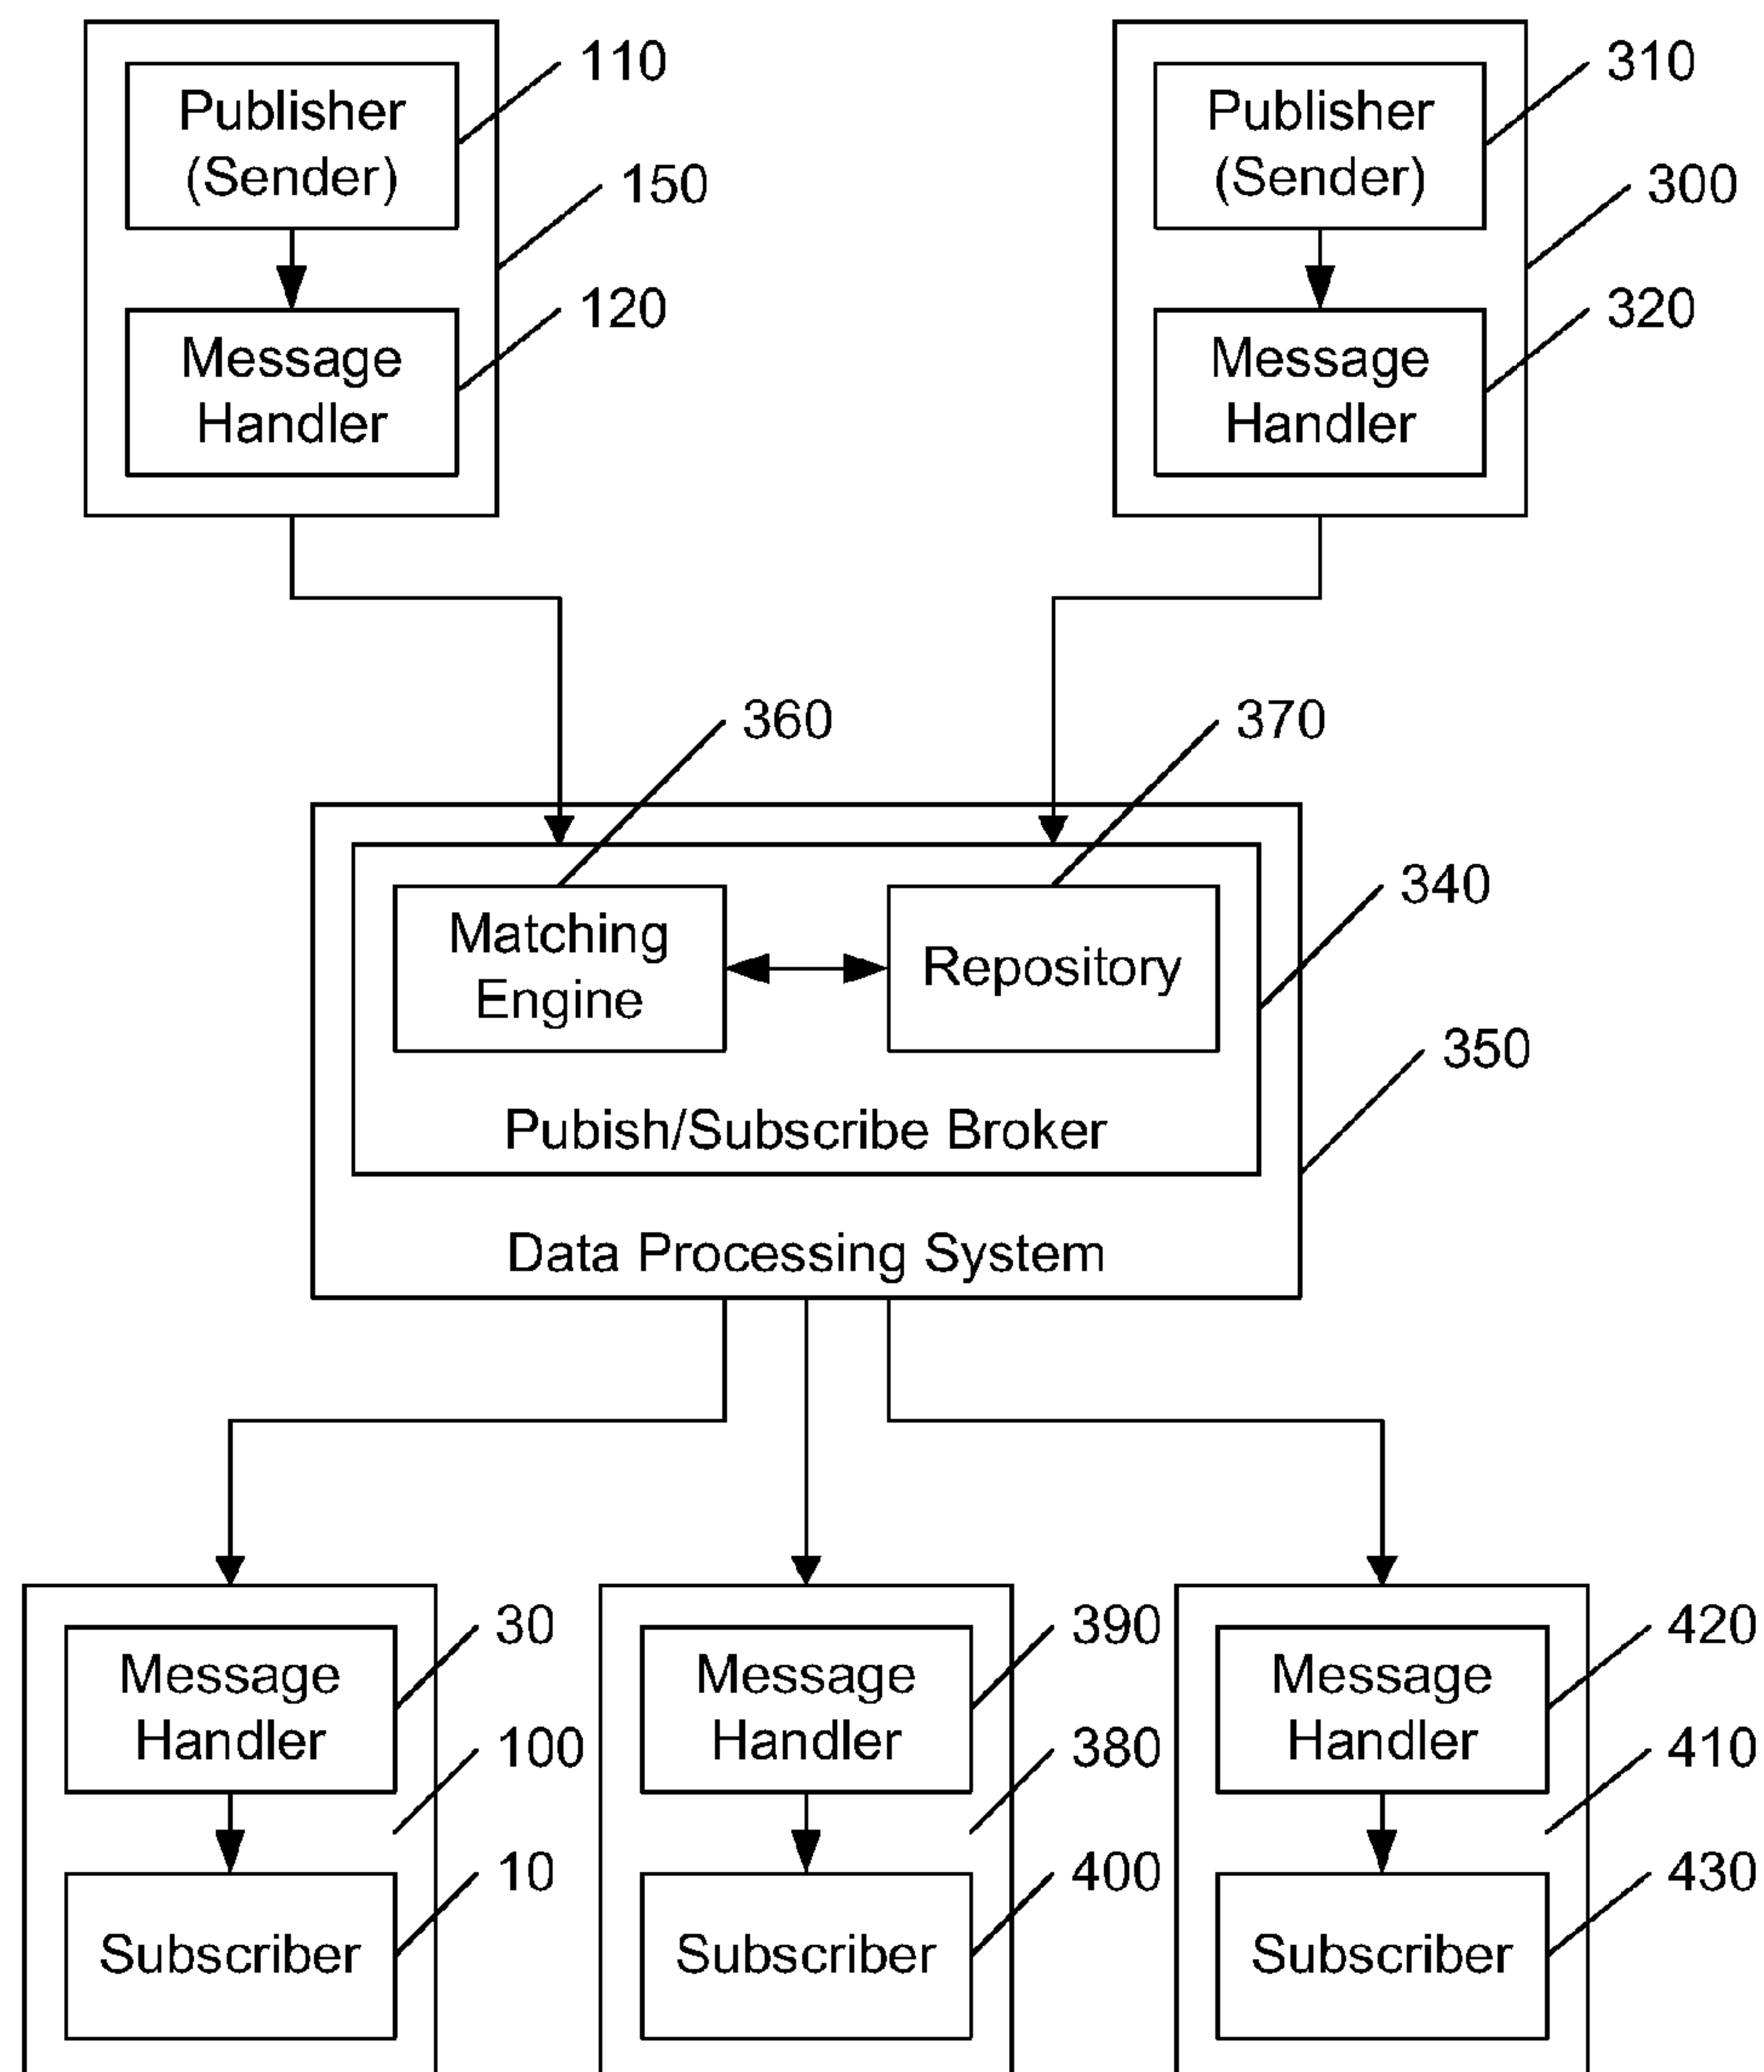 110
310
Publisher
(Sender)
Publisher
(Sender)
150
300
120
320
Message
Handler
Message
Handler
360
370
340
Matching
Engine
Repository
350
Pubish/Subscribe Broker
Data Processing System
30
390
420
Message
Handler
Message
Handler
Message
Handler
100
380
410
10
400
430
Subscriber
Subscriber
Subscriber